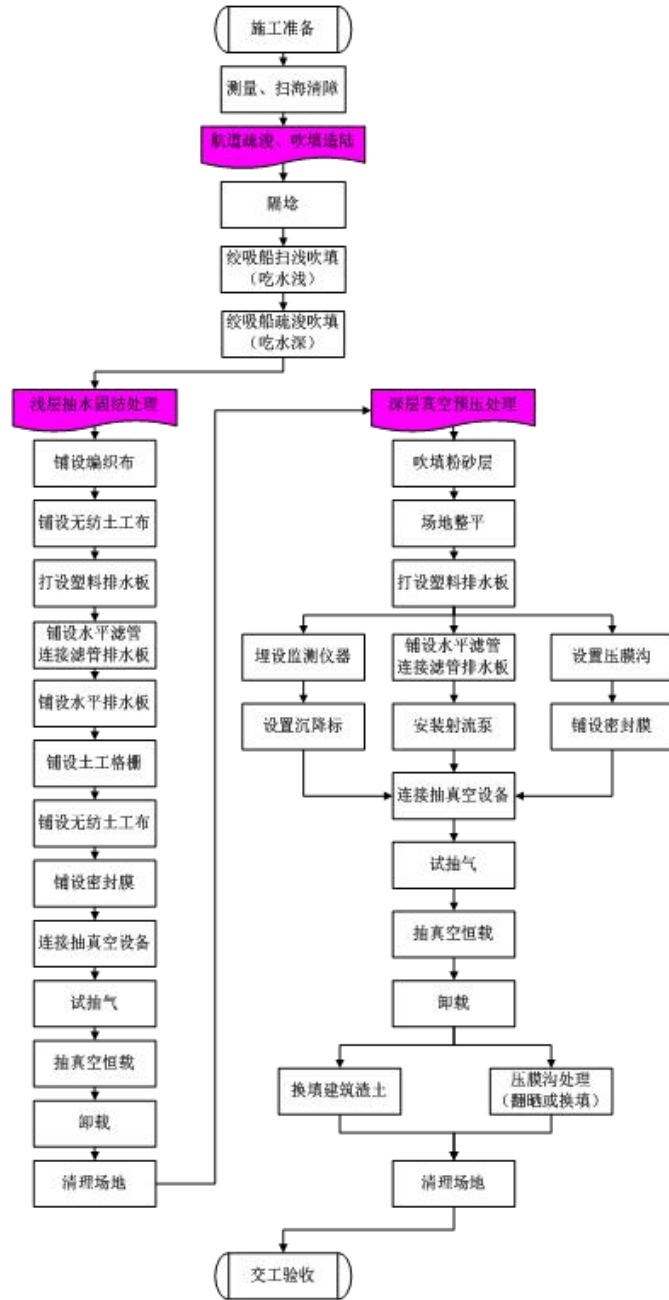 施工准备
测量、扫海清障
航道疏浚、吹填造陆
隔埝
绞吸船扫浅吹填
（吃水浅）
绞吸船疏浚吹填
（吃水深）
浅层抽水固结处理
铺设编织布
铺设无纺土工布
打设塑料排水板
铺设水平滤管
连接滤管排水板
铺设水平排水板
铺设土工格栅
铺设无纺土工布
铺设密封膜
连接抽真空设备
试抽气
抽真空恒载
卸载
清理场地
深层真空预压处理
吹填粉砂层
场地整平
打设塑料排水板
埋设监测仪器
设置沉降标
铺设水平滤管
连接滤管排水板
安装射流泵
设置压膜沟
铺设密封膜
连接抽真空设备
试抽气
抽真空恒载
卸载
换填建筑渣土
压膜沟处理
（翻晒或换填）
清理场地
交工验收